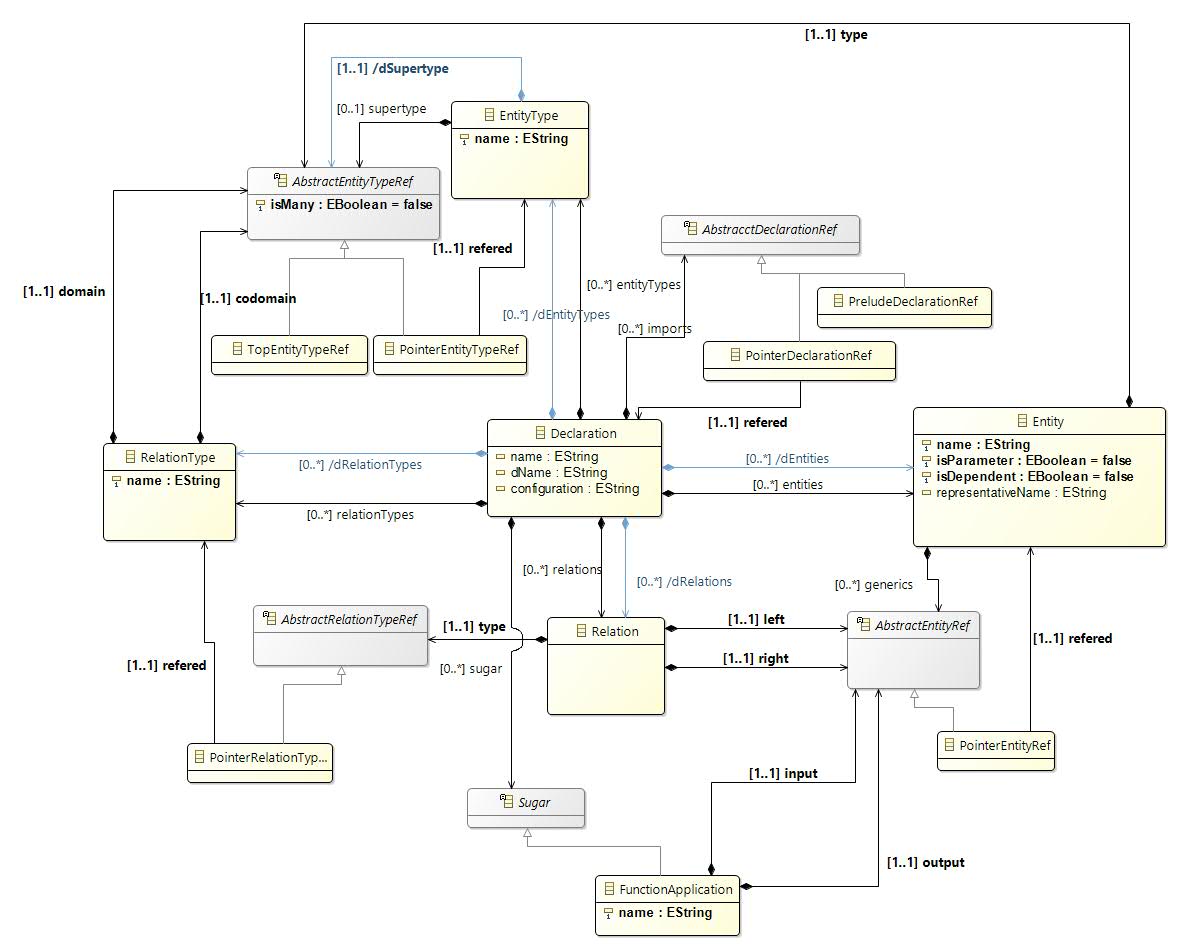 [1..1] type
[1..1] /dSupertype
[0..1] supertype
EntityType
name : EString
AbstractEntityTypeRef
isMany : EBoolean = false
AbstracctDeclarationRef
[1..1] refered
[0..*] entityTypes
[1..1] domain
[1..1] codomain
PreludeDeclarationRef
[0..*] /dEntityTypes
[0..*] imports
TopEntityTypeRef
PointerEntityTypeRef
PointerDeclarationRef
[1..1] refered
Declaration
name : EString
dName : EString
configuration : EString
Entity
name : EString
isParameter : EBoolean = false
isDependent : EBoolean = false
representativeName : EString
RelationType
name : EString
[0..*] /dRelationTypes
[0..*] /dEntities
[0..*] entities
[0..*] relationTypes
[0..*] relations
[0..*] /dRelations
[0..*] generics
AbstractRelationTypeRef
[1..1] type
Relation
[1..1] left
AbstractEntityRef
[1..1] refered
[1..1] right
[1..1] refered
[0..*] sugar
PointerRelationTyp...
PointerEntityRef
[1..1] input
Sugar
[1..1] output
FunctionApplication
name : EString